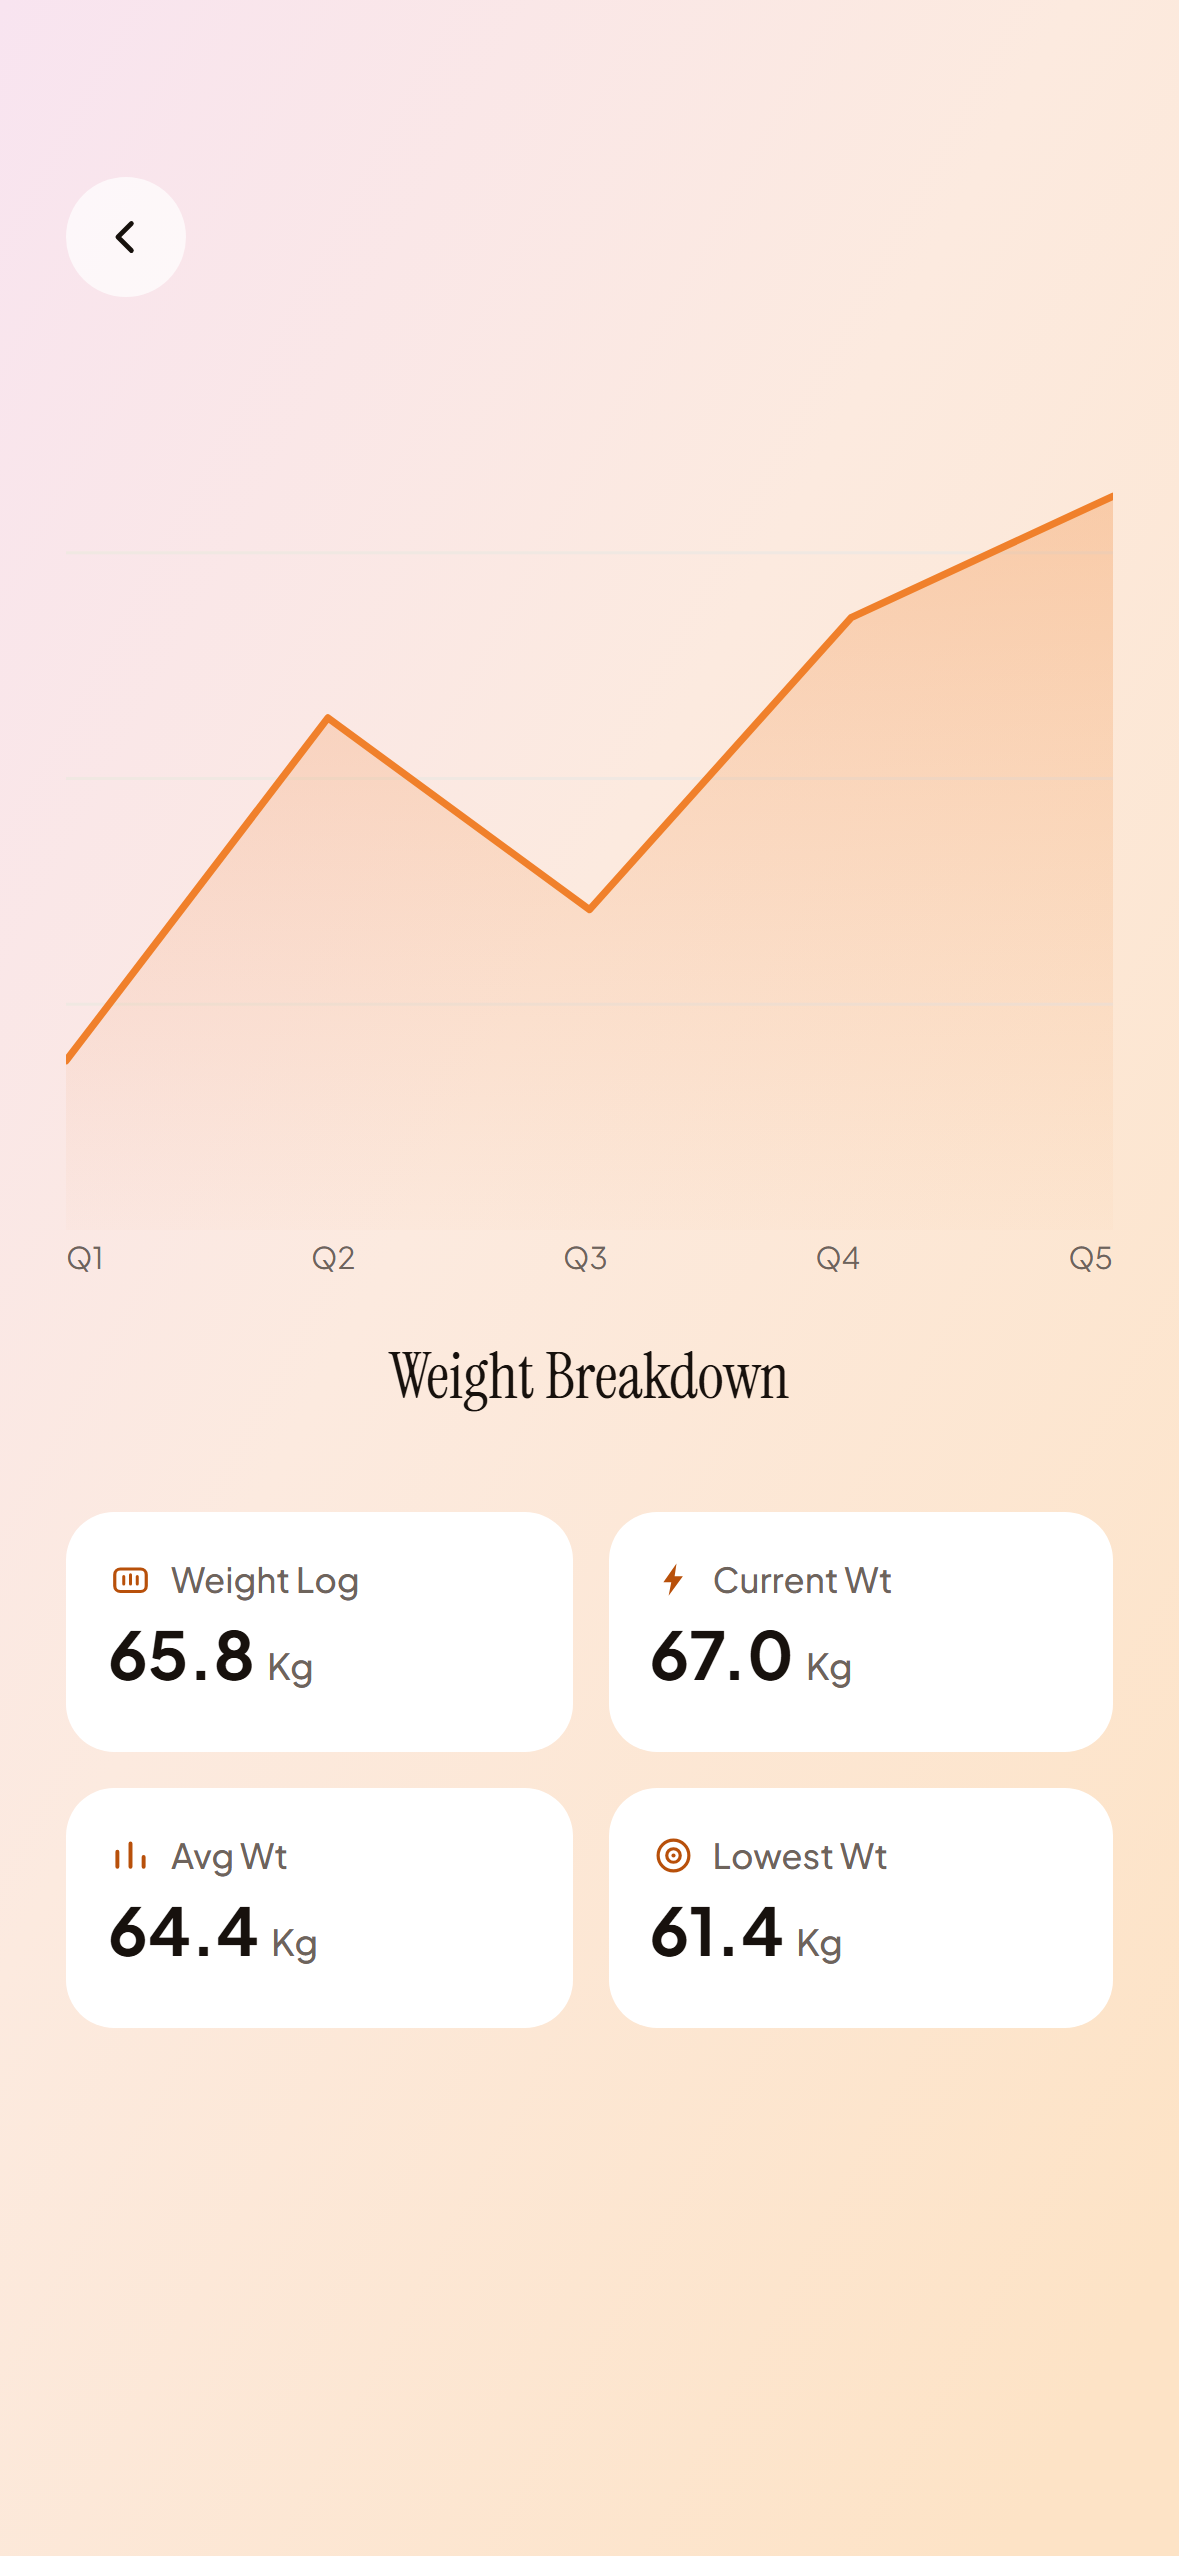 Q1 Q2 Q3 Q4 Q5
Weight Breakdown
Weight Log
65.8 Kg
Current Wt
67.0 Kg
Avg Wt
64.4 Kg
Lowest Wt
61.4 Kg